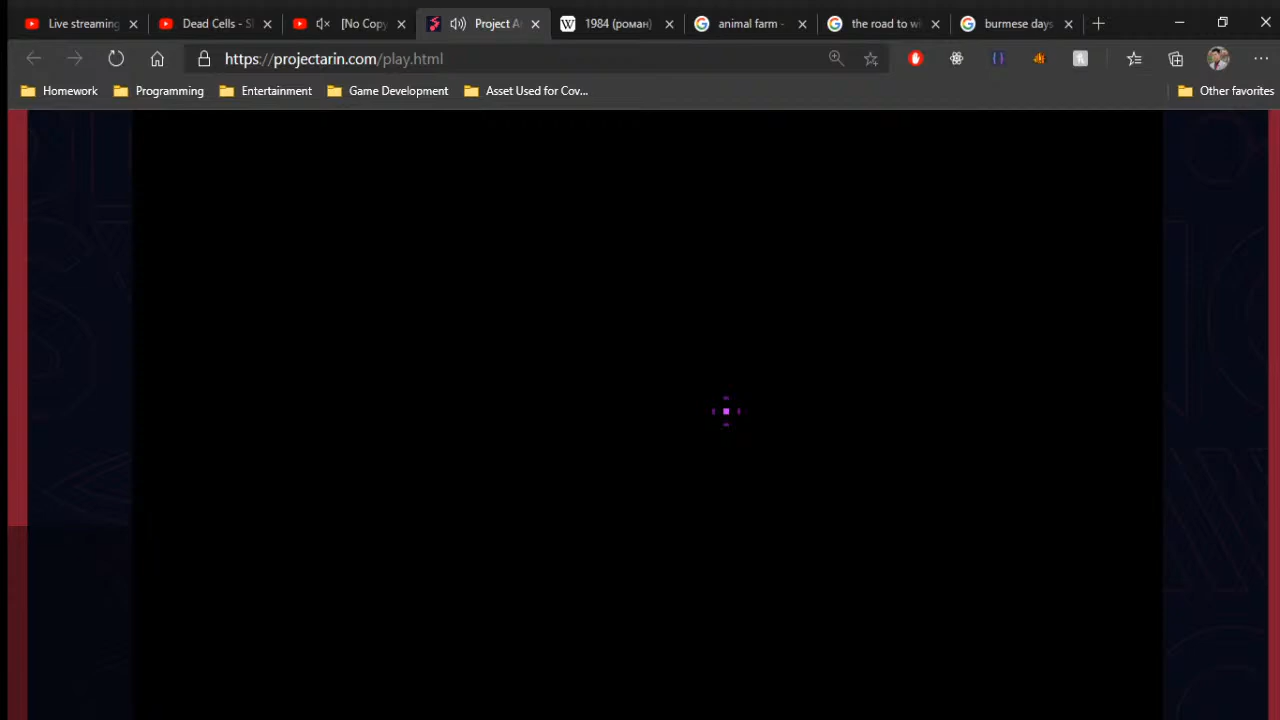 Live streaming
Dead Cells - S
[No Copy
Project A
1984 (роман)
animal farm -
the road to wi
burmese days
https://projectarin.com/play.html
Homework
Programming
Entertainment
Game Development
Asset Used for Cov...
Other favorites